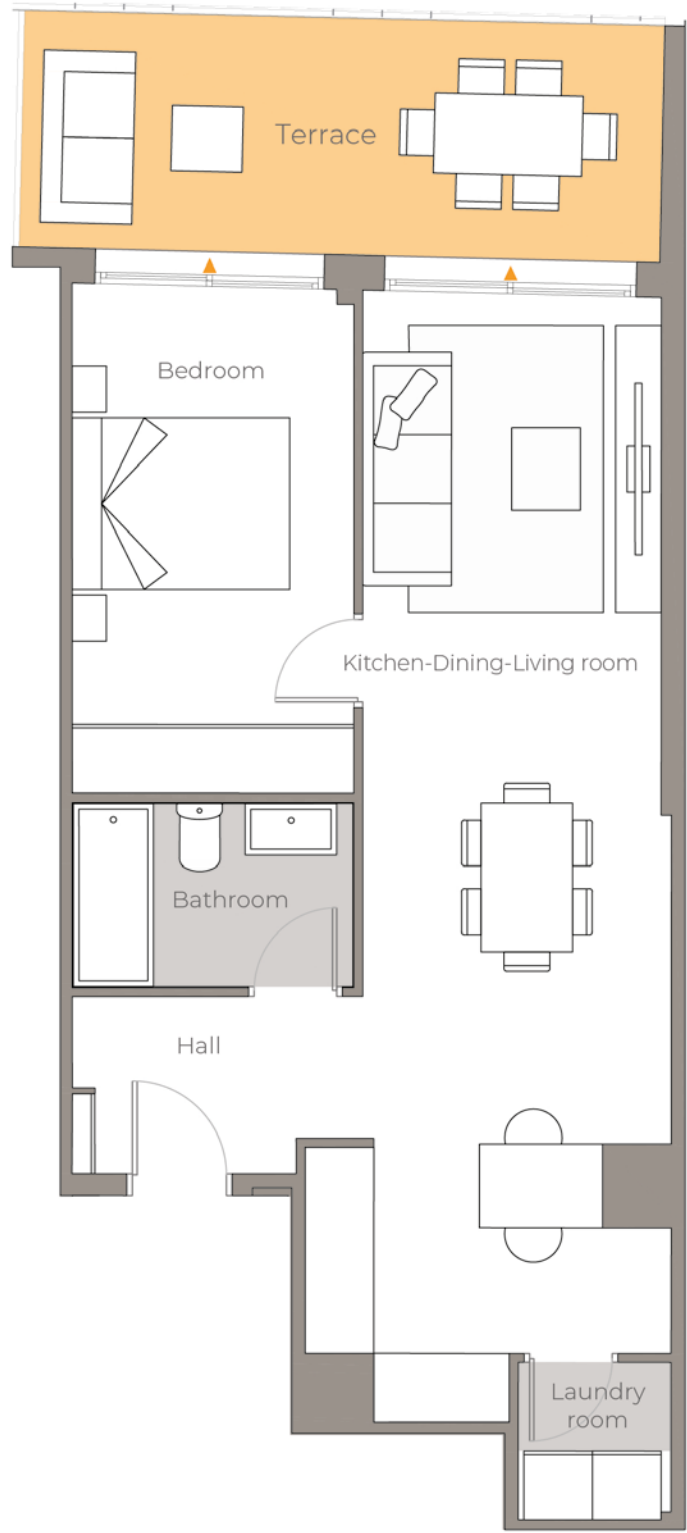 Terrace
Bedroom
Kitchen-Dining-Living room
Bathroom
Hall
Laundry
room